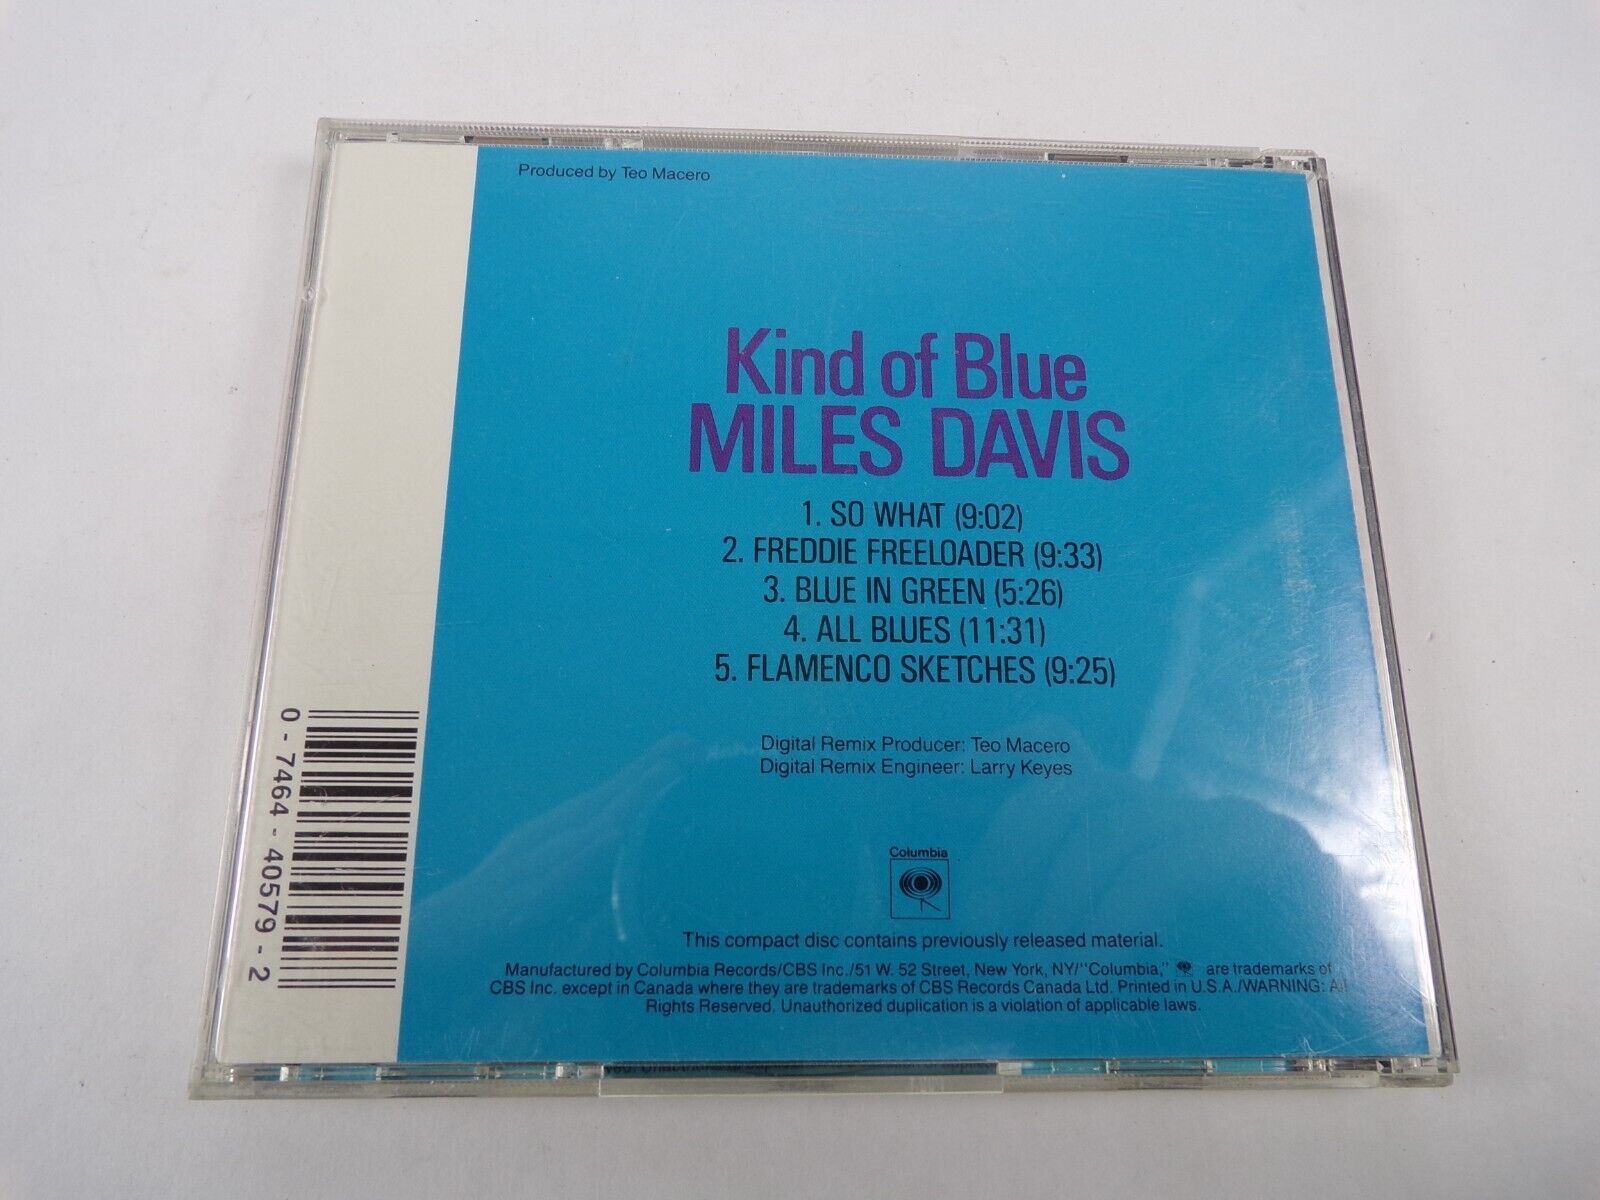 Produced by Teo Macero
Kind of Blue
MILES DAVIS
1. SO WHAT (9:02)
2. FREDDIE FREELOADER (9:33)
3. BLUE IN GREEN (5:26)
4. ALL BLUES (11:31)
5. FLAMENCO SKETCHES (9:25)
Digital Remix Producer: Teo Macero
Digital Remix Engineer: Larry Keyes
Columbia
This compact disc contains previously released material.
Manufactured by Columbia Records/CBS Inc./51 W. 52 Street, New York, NY/"Columbia," are trademarks of
CBS Inc. except in Canada where they are trademarks of CBS Records Canada Ltd. Printed in U.S.A./WARNING: All
Rights Reserved. Unauthorized duplication is a violation of applicable laws.
0 - 7464 - 40579 - 2